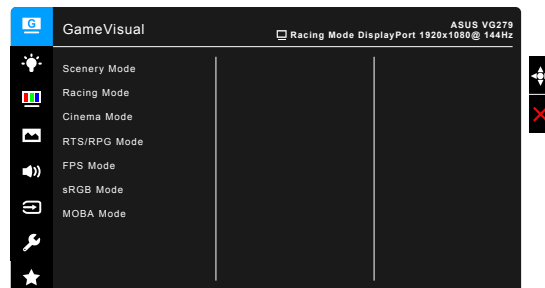 G
GameVisual
ASUS VG279
Racing Mode DisplayPort 1920x1080@ 144Hz
Scenery Mode
Racing Mode
Cinema Mode
RTS/RPG Mode
FPS Mode
sRGB Mode
MOBA Mode